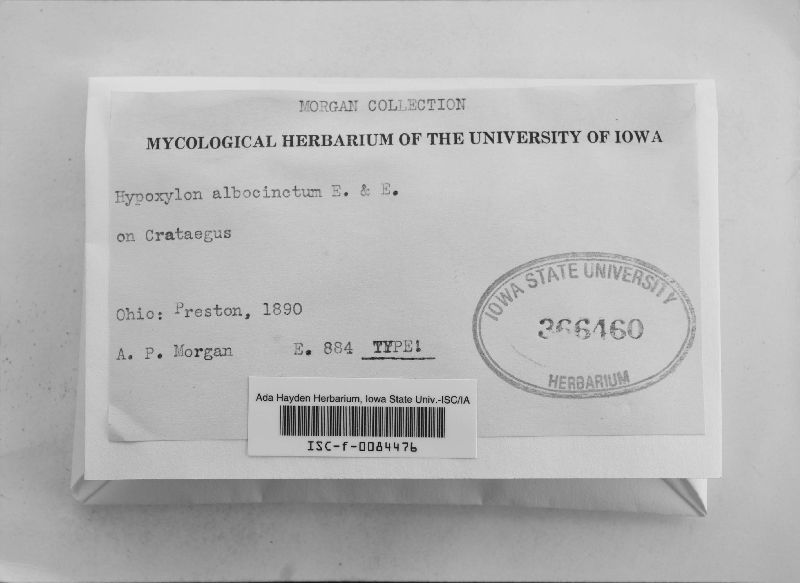 MORGAN COLLECTION
MYCOLOGICAL HERBARIUM OF THE UNIVERSITY OF IOWA
Hypoxylon albocinctum E. & E.
on Crataegus
Ohio: Preston, 1890
A. P. Morgan E. 884 TYPE!
IOWA STATE UNIVERSITY
366460
HERBARIUM
Ada Hayden Herbarium, Iowa State Univ.-ISC/IA
ISC-f-0084476